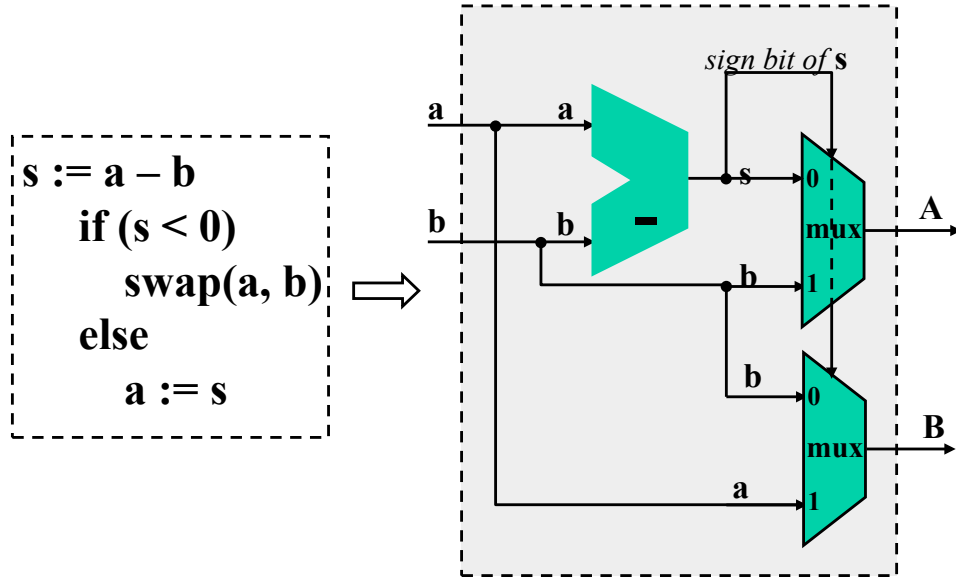 s := a – b
if (s < 0)
swap(a, b)
else
a := s
sign bit of s
a
a
b
b
-
s
0
mux
A
b
1
b
0
mux
B
a
1